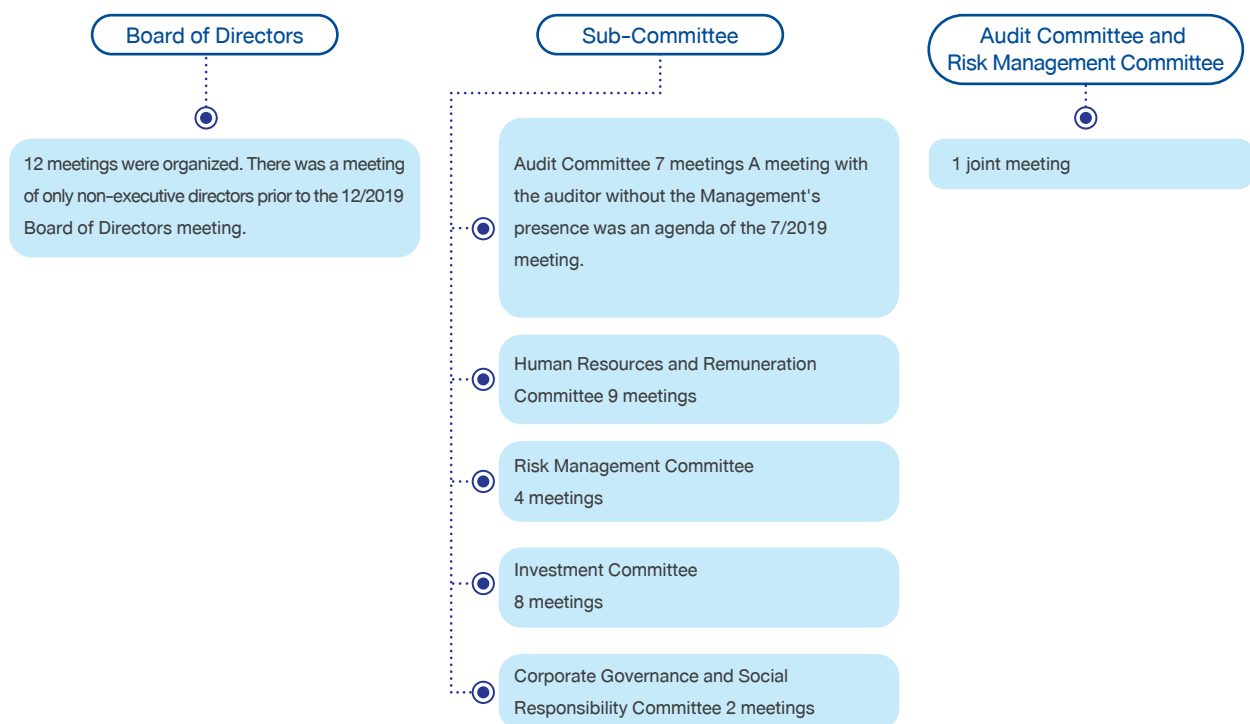 Board of Directors
12 meetings were organized. There was a meeting
of only non-executive directors prior to the 12/2019
Board of Directors meeting.
Sub-Committee
Audit Committee 7 meetings A meeting with
the auditor without the Management's
presence was an agenda of the 7/2019
meeting.
Human Resources and Remuneration
Committee 9 meetings
Risk Management Committee
4 meetings
Investment Committee
8 meetings
Corporate Governance and Social
Responsibility Committee 2 meetings
Audit Committee and
Risk Management Committee
1 joint meeting